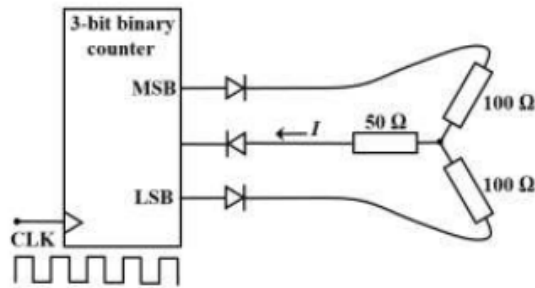 3-bit binary
counter
MSB
100 Ω
50 Ω
I
100 Ω
LSB
CLK